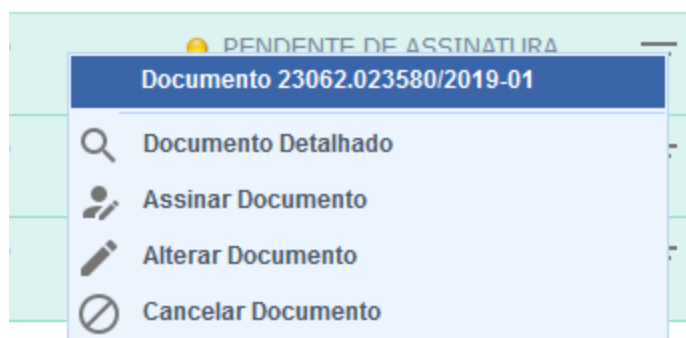 PENDENTE DE ASSINATURA
Documento 23062.023580/2019-01
Documento Detalhado
Assinar Documento
Alterar Documento
Cancelar Documento